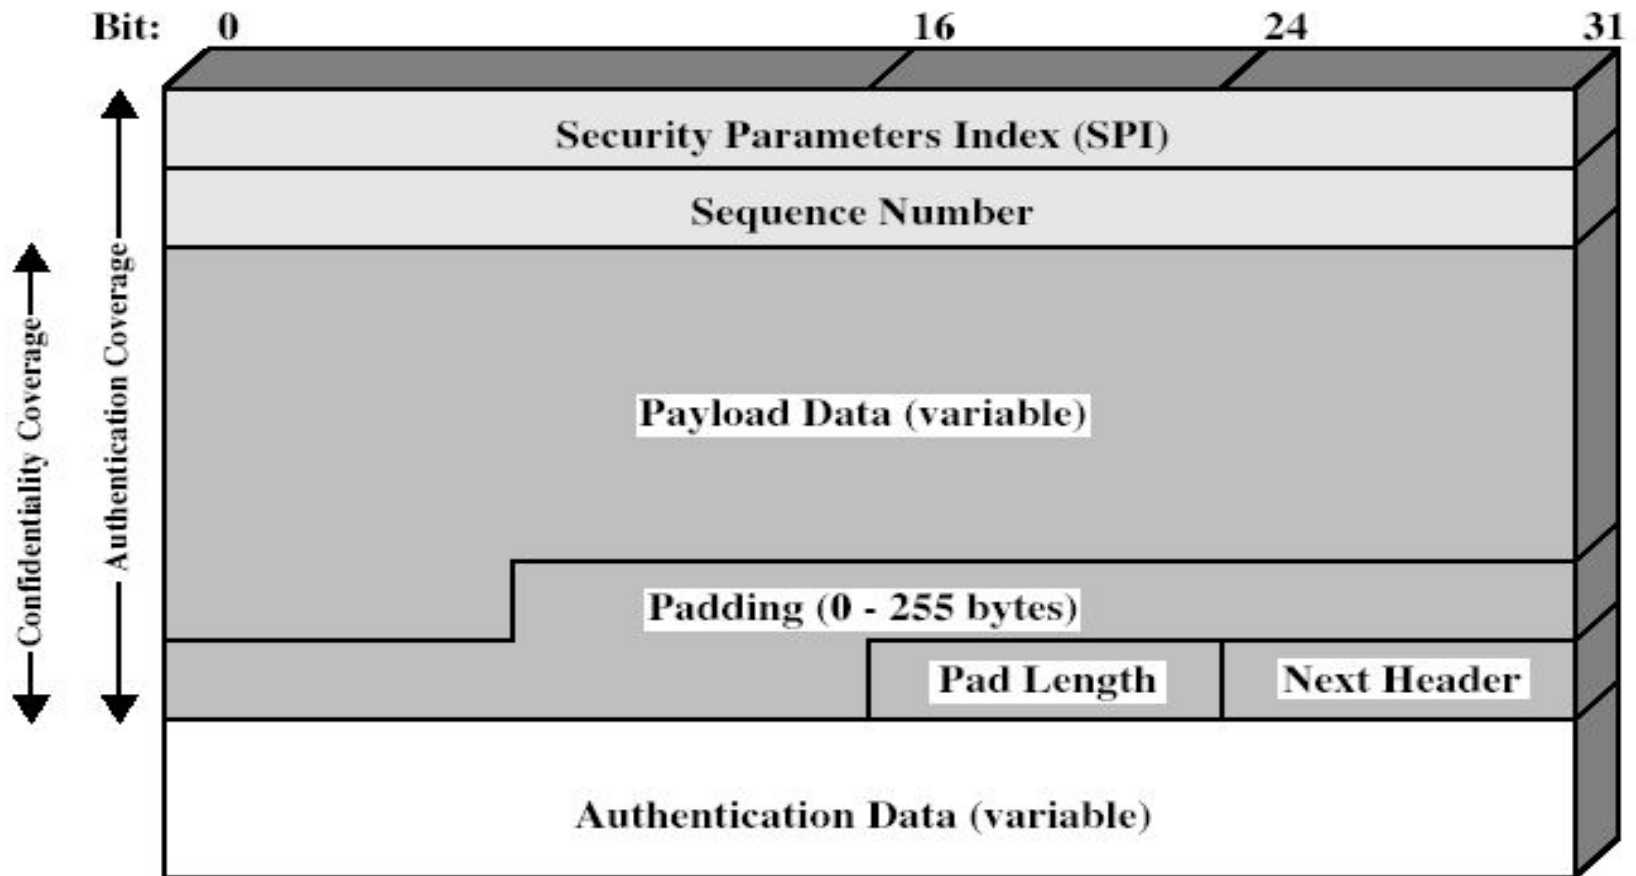 Bit: 0 16 24 31
Security Parameters Index (SPI)
Sequence Number
Confidentiality Coverage
Authentication Coverage
Payload Data (variable)
Padding (0 - 255 bytes)
Pad Length
Next Header
Authentication Data (variable)